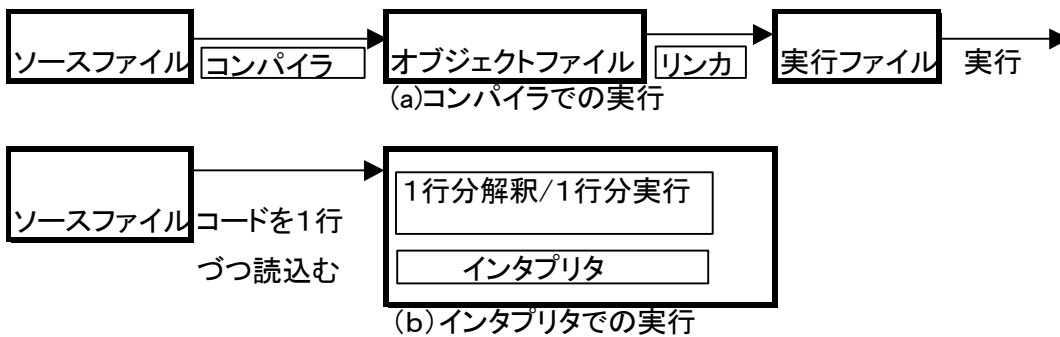 ソースファイル コンパイラ オブジェクトファイル リンカ 実行ファイル 実行
(a)コンパイラでの実行
1行分解釈/1行分実行
ソースファイル コードを1行
づつ読込む
インタプリタ
(b)インタプリタでの実行